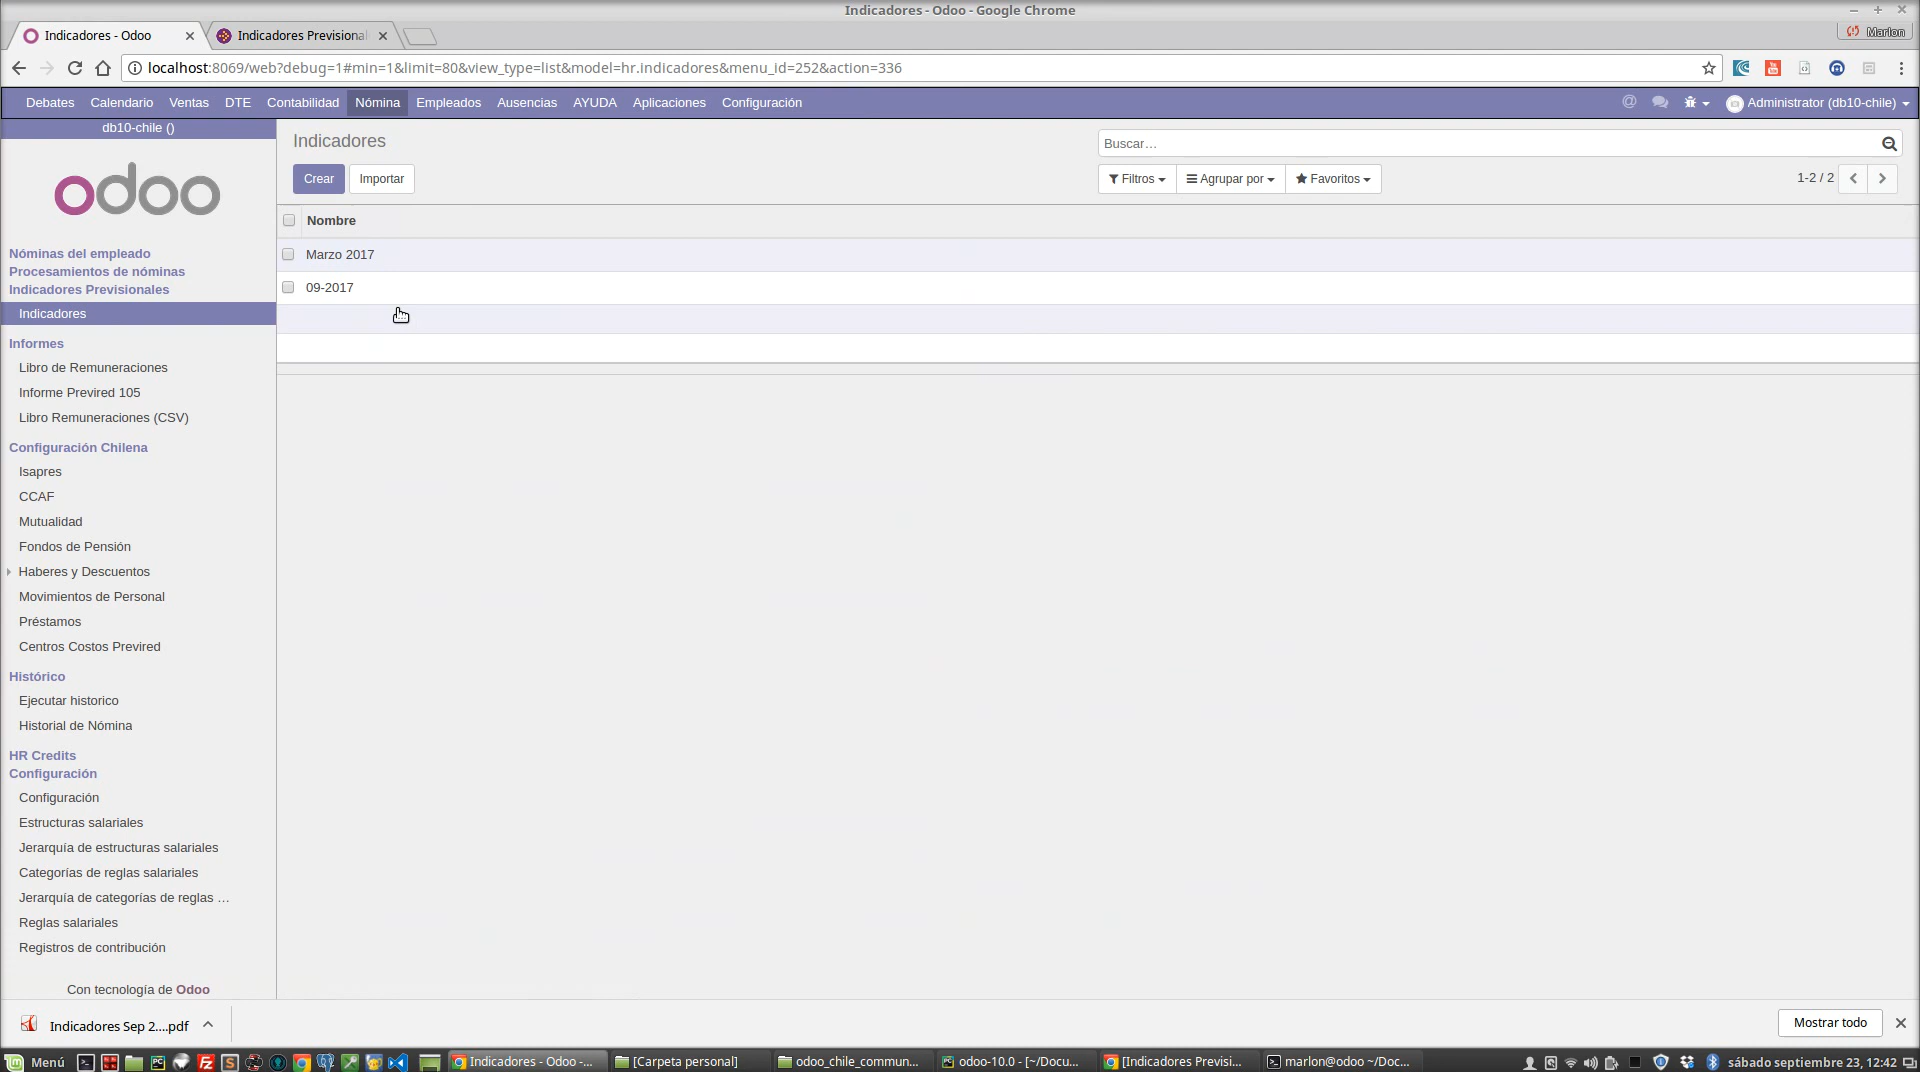 Indicadores - Odoo - Google Chrome
Indicadores - Odoo
Indicadores Previsiona
Marlon
localhost:8069/web?debug=1#min=1&limit=80&view_type=list&model=hr.indicadores&menu_id=252&action=336
Debates Calendario Ventas DTE Contabilidad Nómina Empleados Ausencias AYUDA Aplicaciones Configuración
Administrator (db10-chile)
db10-chile ()
odoo
Nóminas del empleado
Procesamientos de nóminas
Indicadores Previsionales
Indicadores
Informes
Libro de Remuneraciones
Informe Previred 105
Libro Remuneraciones (CSV)
Configuración Chilena
Isapres
CCAF
Mutualidad
Fondos de Pensión
Haberes y Descuentos
Movimientos de Personal
Préstamos
Centros Costos Previred
Histórico
Ejecutar historico
Historial de Nómina
HR Credits
Configuración
Configuración
Estructuras salariales
Jerarquía de estructuras salariales
Categorías de reglas salariales
Jerarquía de categorías de reglas …
Reglas salariales
Registros de contribución
Con tecnología de Odoo
Indicadores
Buscar…
Crear Importar
Filtros Agrupar por Favoritos
1-2 / 2
Nombre
Marzo 2017
09-2017
Indicadores Sep 2....pdf
Mostrar todo
Menú
Indicadores - Odoo -...
[Carpeta personal]
odoo_chile_commun...
odoo-10.0 - [~/Docu...
[Indicadores Previsi...
marlon@odoo ~/Doc...
sábado septiembre 23, 12:42